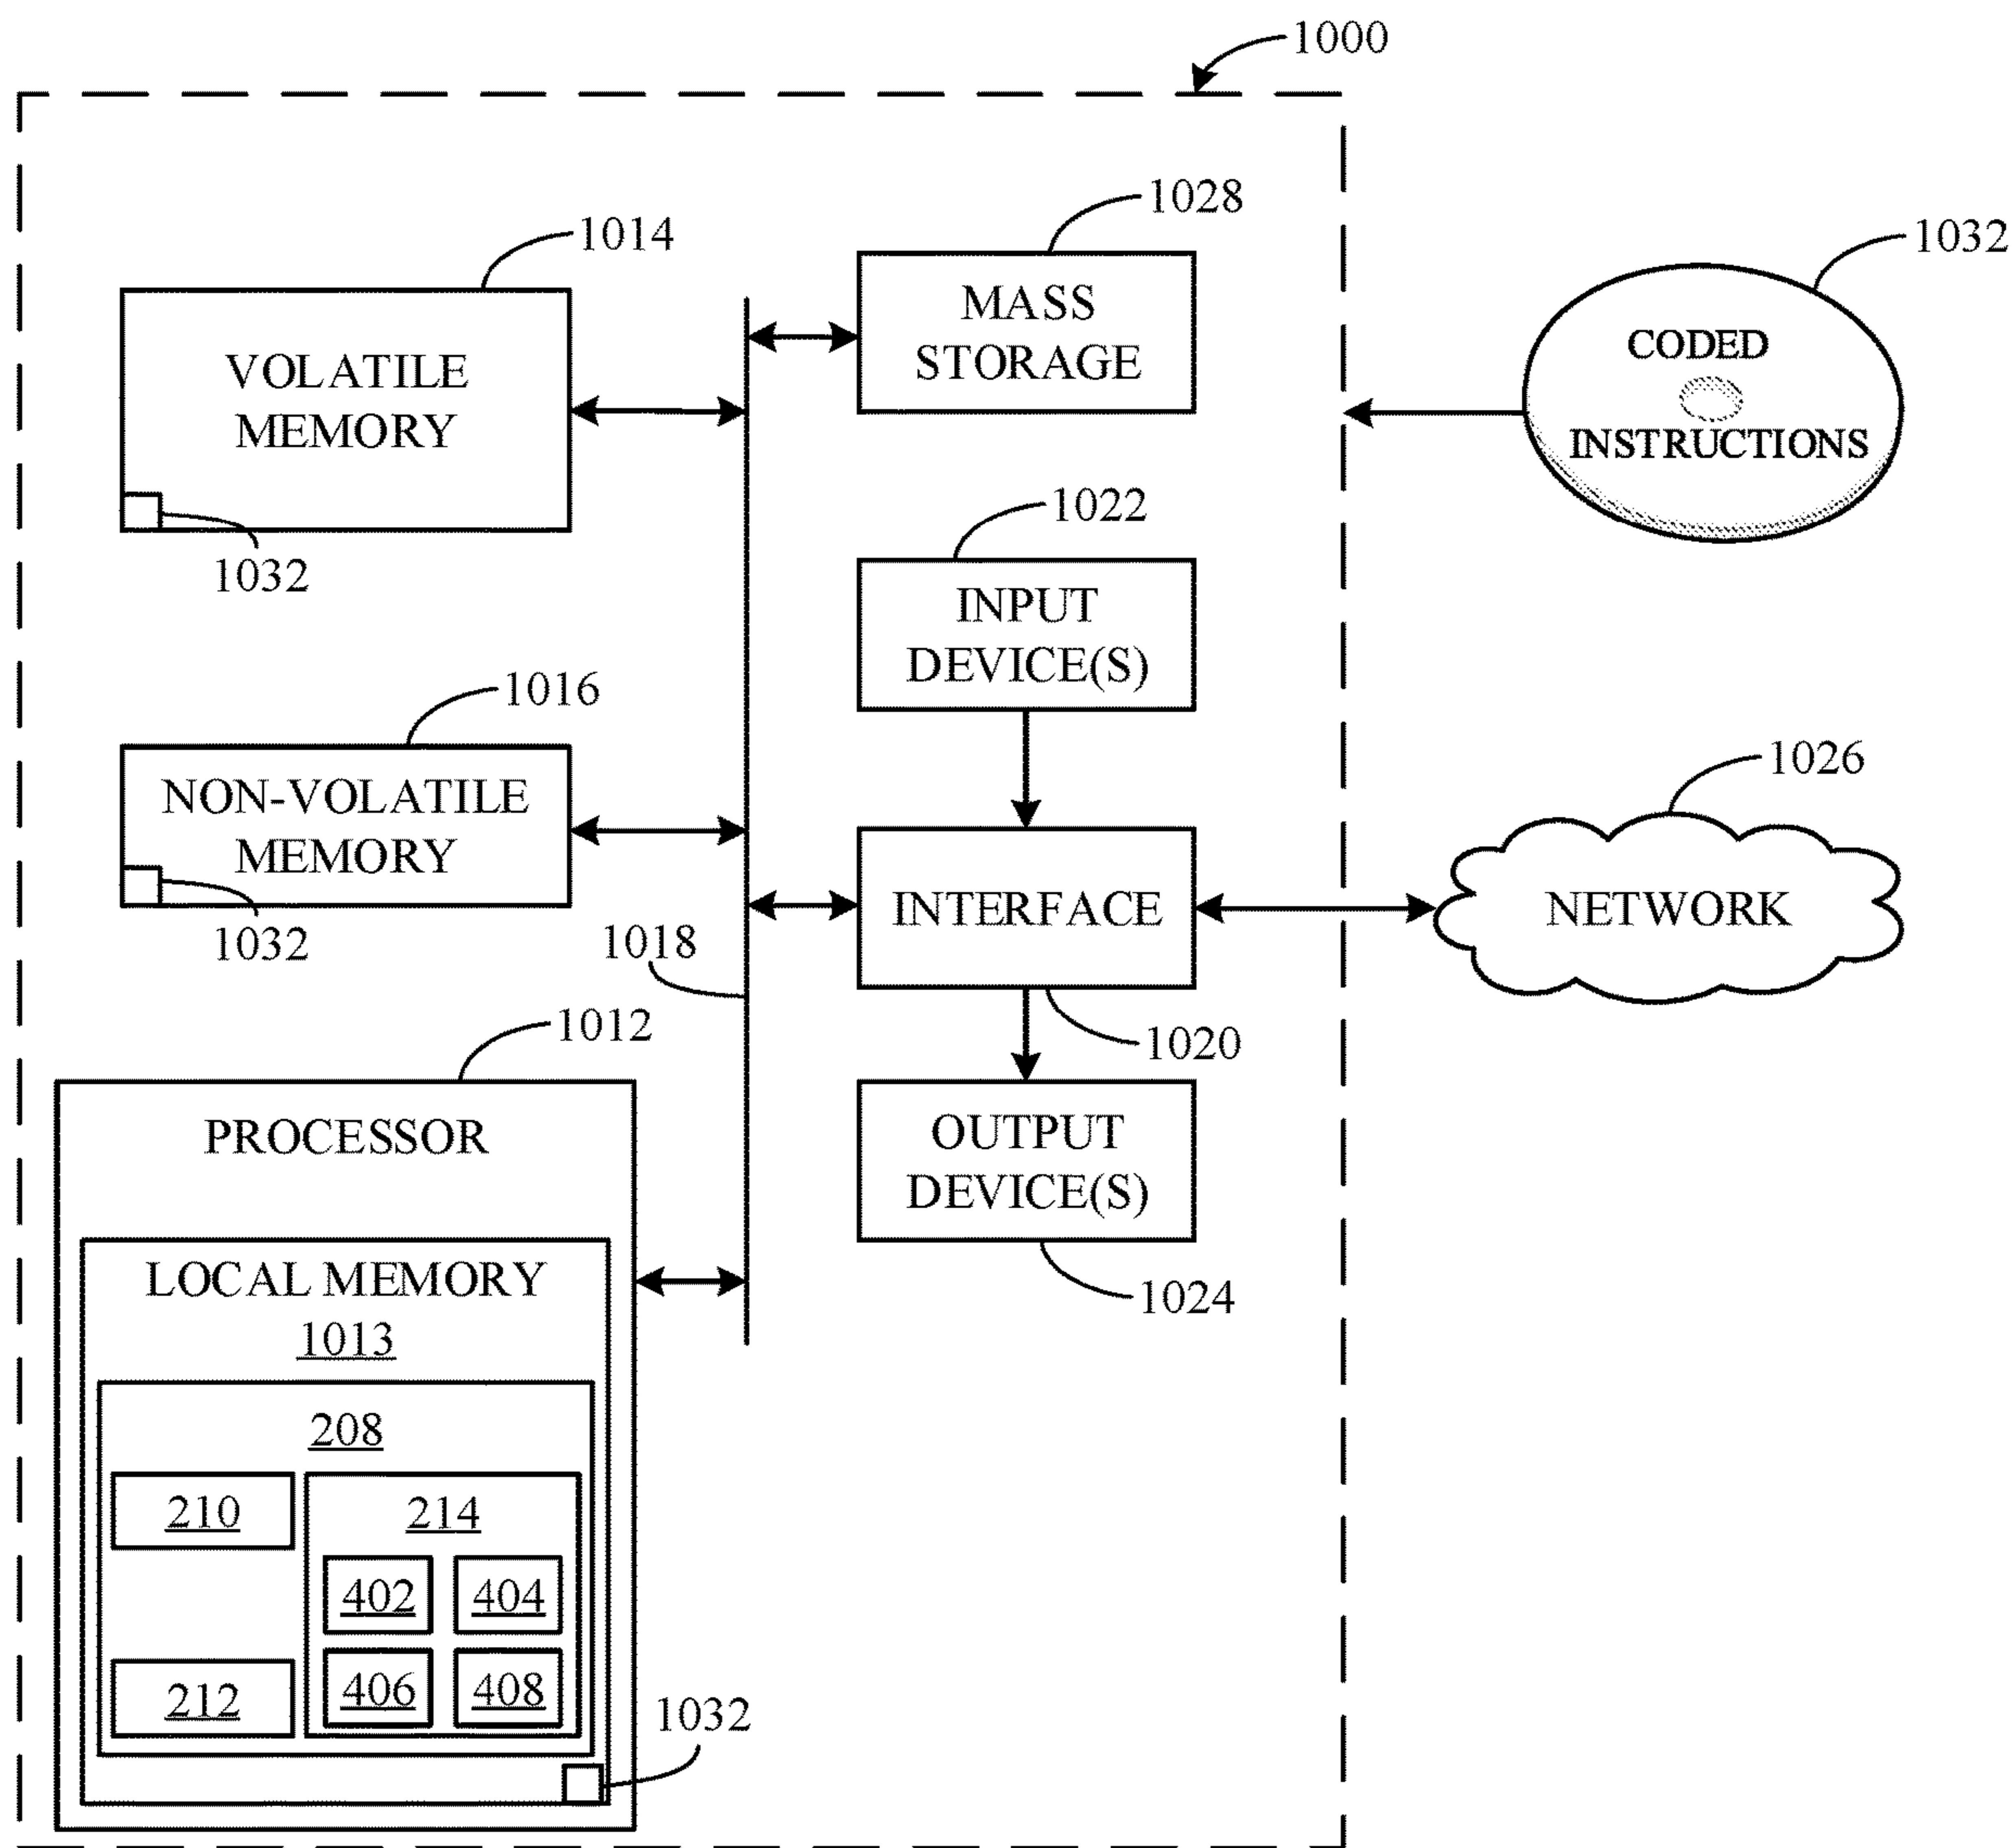 1000
1014
VOLATILE
MEMORY
1032
1028
MASS
STORAGE
1032
CODED
INSTRUCTIONS
1022
INPUT
DEVICE(S)
1016
NON-VOLATILE
MEMORY
1032
1018
INTERFACE
1020
1026
NETWORK
1012
PROCESSOR
LOCAL MEMORY
1013
208
210
214
402
404
406
408
212
1032
OUTPUT
DEVICE(S)
1024